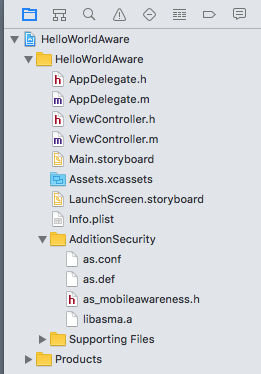 HelloWorldAware
HelloWorldAware
h AppDelegate.h
m AppDelegate.m
h ViewController.h
m ViewController.m
Main.storyboard
Assets.xcassets
LaunchScreen.storyboard
Info.plist
AdditionSecurity
as.conf
as.def
h as_mobileawareness.h
libasma.a
Supporting Files
Products